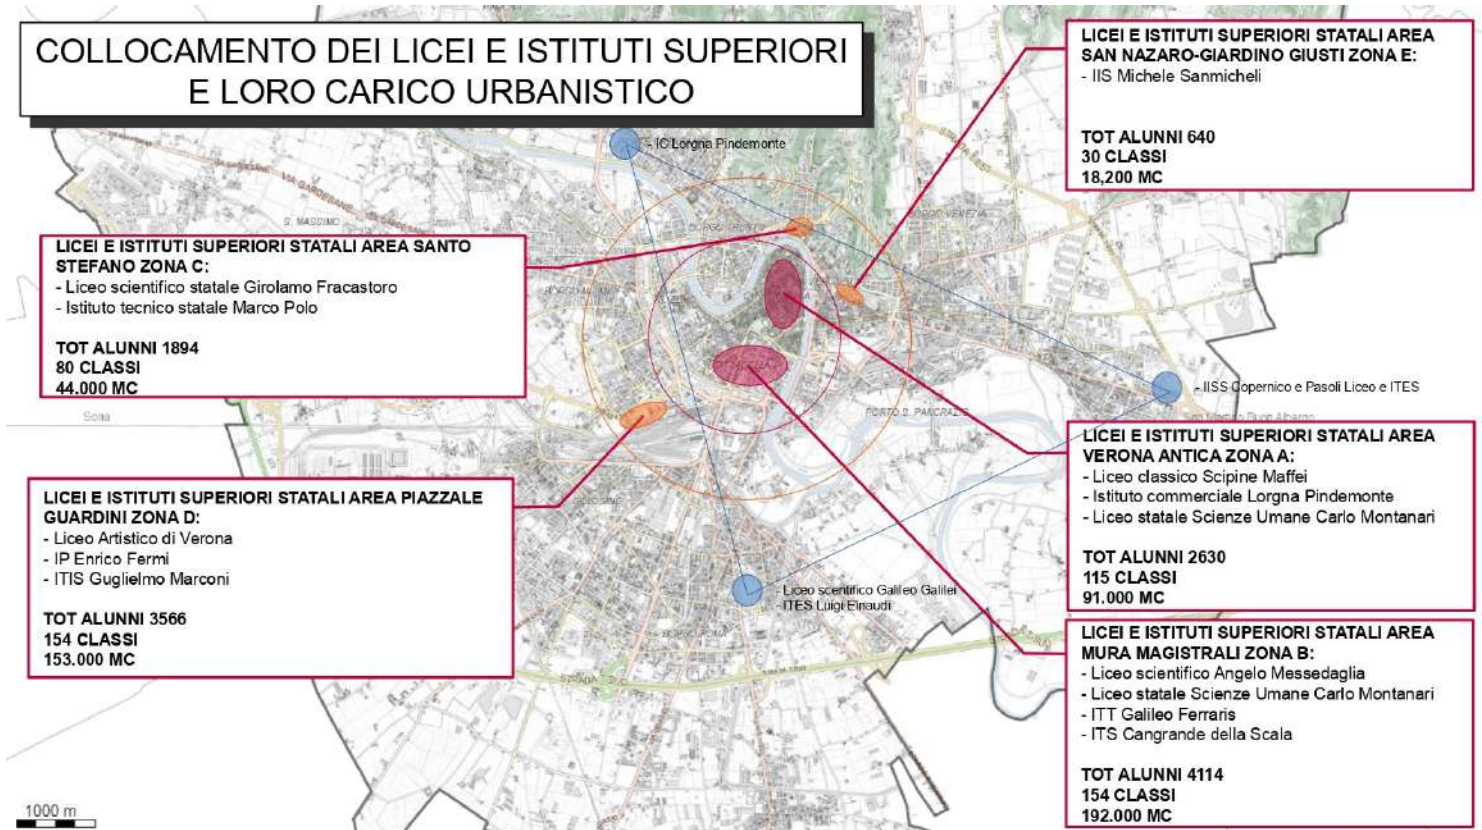 COLLOCAMENTO DEI LICEI E ISTITUTI SUPERIORI
E LORO CARICO URBANISTICO
LICEI E ISTITUTI SUPERIORI STATALI AREA
SAN NAZARO-GIARDINO GIUSTI ZONA E:
- IIS Michele Sanmicheli
TOT ALUNNI 640
30 CLASSI
18,200 MC
- IC Lorgna Pindemonte
S. MASSIMO
LICEI E ISTITUTI SUPERIORI STATALI AREA SANTO
STEFANO ZONA C:
- Liceo scientifico statale Girolamo Fracastoro
- Istituto tecnico statale Marco Polo
TOT ALUNNI 1894
80 CLASSI
44.000 MC
- IISS Copernico e Pasoli Liceo e ITES
PORTO S. PANCRAZIO
LICEI E ISTITUTI SUPERIORI STATALI AREA
VERONA ANTICA ZONA A:
- Liceo classico Scipine Maffei
- Istituto commerciale Lorgna Pindemonte
- Liceo statale Scienze Umane Carlo Montanari
TOT ALUNNI 2630
115 CLASSI
91.000 MC
LICEI E ISTITUTI SUPERIORI STATALI AREA PIAZZALE
GUARDINI ZONA D:
- Liceo Artistico di Verona
- IP Enrico Fermi
- ITIS Guglielmo Marconi
TOT ALUNNI 3566
154 CLASSI
153.000 MC
- Liceo scentifico Galileo Galilei
- ITES Luigi Einaudi
BORGO ROMA
LICEI E ISTITUTI SUPERIORI STATALI AREA
MURA MAGISTRALI ZONA B:
- Liceo scientifico Angelo Messedaglia
- Liceo statale Scienze Umane Carlo Montanari
- ITT Galileo Ferraris
- ITS Cangrande della Scala
TOT ALUNNI 4114
154 CLASSI
192.000 MC
1000 m